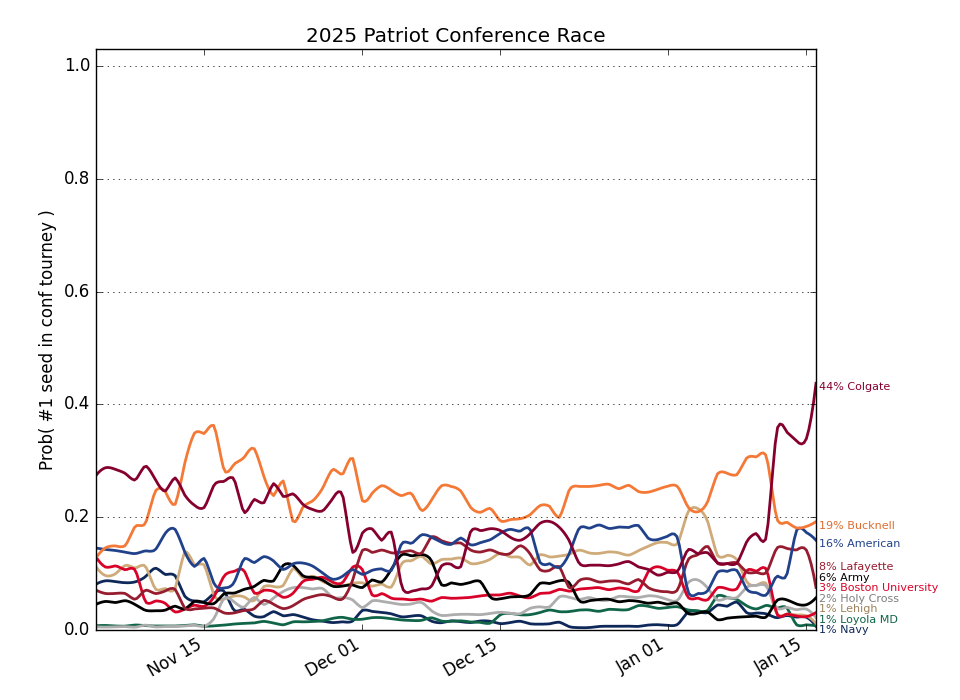 2025 Patriot Conference Race
Prob( #1 seed in conf tourney )
1.0
0.8
0.6
0.4
0.2
0.0
Nov 15
Dec 01
Dec 15
Jan 01
Jan 15
44% Colgate
19% Bucknell
16% American
8% Lafayette
6% Army
3% Boston University
2% Holy Cross
1% Lehigh
1% Loyola MD
1% Navy